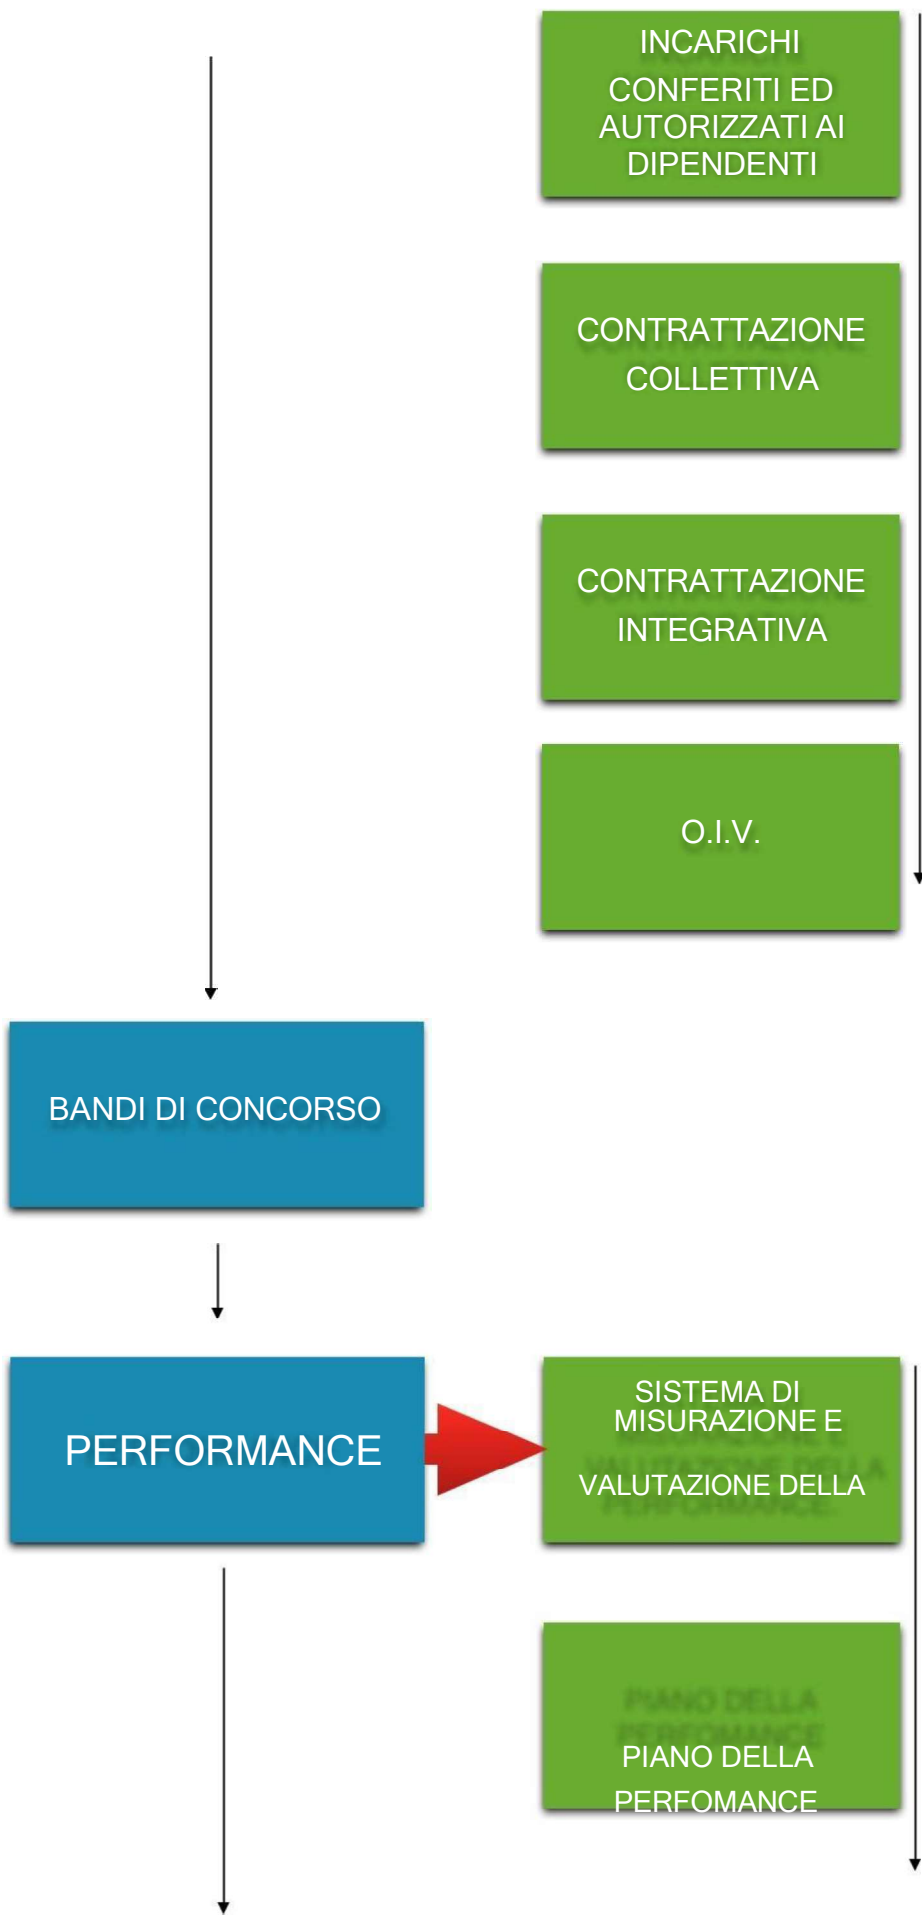 INCARICHI
CONFERITI ED
AUTORIZZATI AI
DIPENDENTI
CONTRATTAZIONE
COLLETTIVA
CONTRATTAZIONE
INTEGRATIVA
O.I.V.
BANDI DI CONCORSO
PERFORMANCE
SISTEMA DI
MISURAZIONE E
VALUTAZIONE DELLA
PIANO DELLA
PERFOMANCE